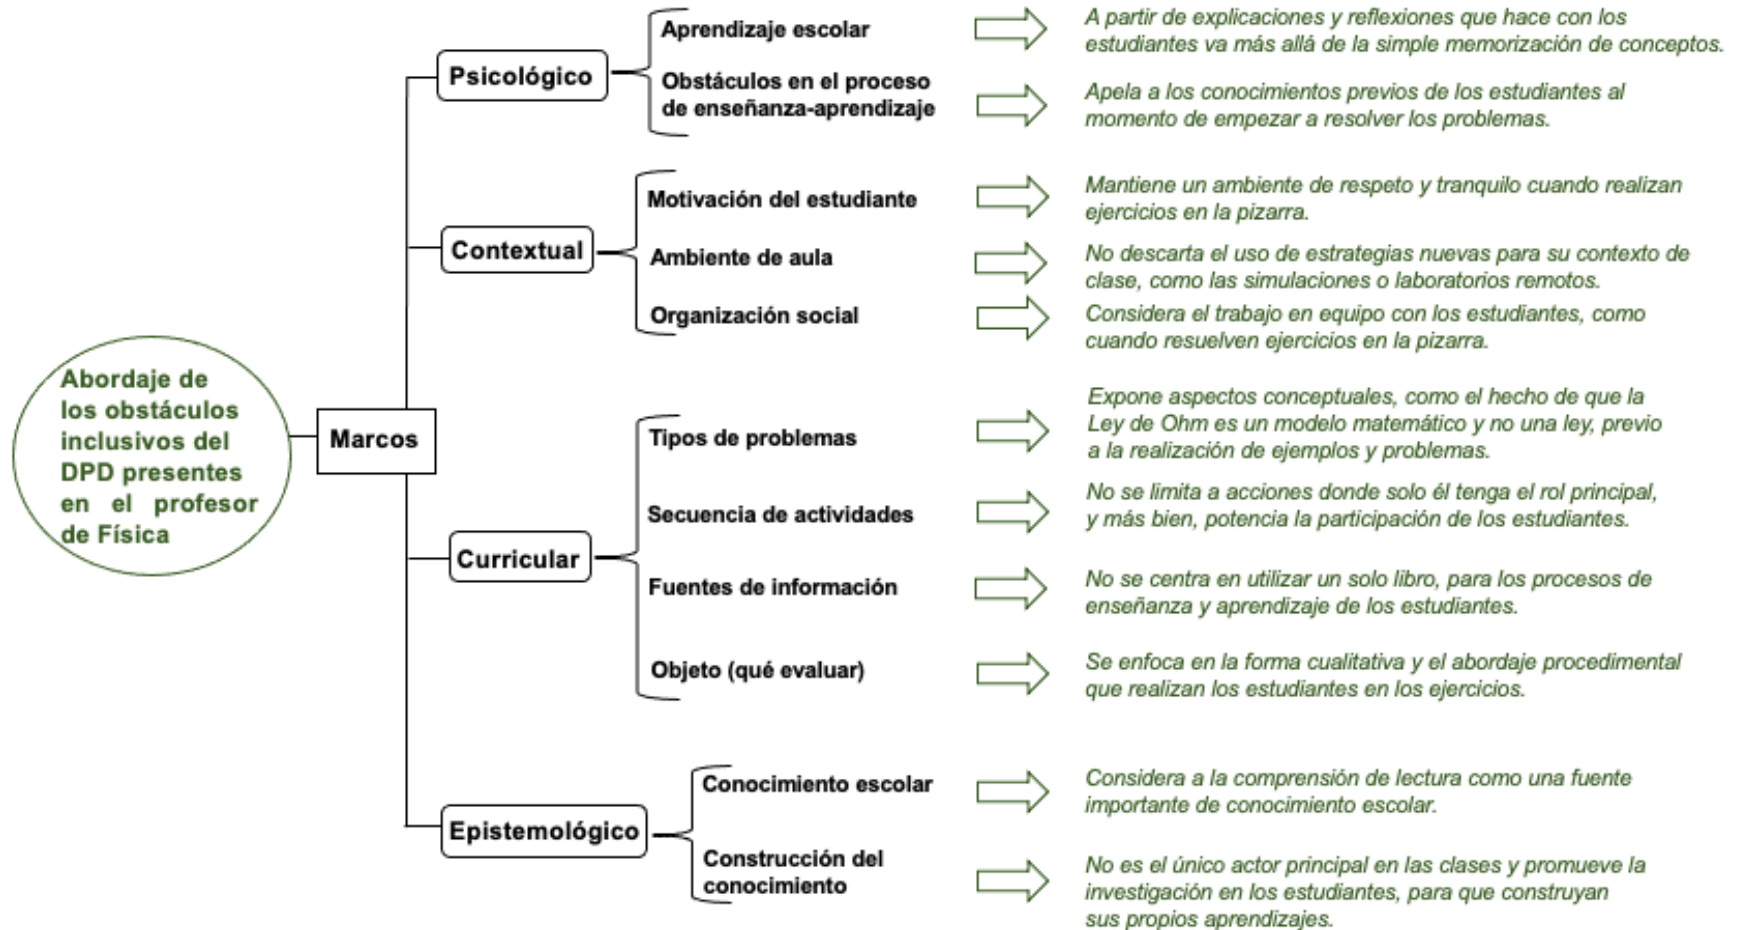 Abordaje de
los obstáculos
inclusivos del
DPD presentes
en el profesor
de Física
Marcos
Psicológico
Aprendizaje escolar
A partir de explicaciones y reflexiones que hace con los
estudiantes va más allá de la simple memorización de conceptos.
Obstáculos en el proceso
de enseñanza-aprendizaje
Apela a los conocimientos previos de los estudiantes al
momento de empezar a resolver los problemas.
Contextual
Motivación del estudiante
Mantiene un ambiente de respeto y tranquilo cuando realizan
ejercicios en la pizarra.
Ambiente de aula
No descarta el uso de estrategias nuevas para su contexto de
clase, como las simulaciones o laboratorios remotos.
Organización social
Considera el trabajo en equipo con los estudiantes, como
cuando resuelven ejercicios en la pizarra.
Curricular
Tipos de problemas
Expone aspectos conceptuales, como el hecho de que la
Ley de Ohm es un modelo matemático y no una ley, previo
a la realización de ejemplos y problemas.
Secuencia de actividades
No se limita a acciones donde solo él tenga el rol principal,
y más bien, potencia la participación de los estudiantes.
Fuentes de información
No se centra en utilizar un solo libro, para los procesos de
enseñanza y aprendizaje de los estudiantes.
Objeto (qué evaluar)
Se enfoca en la forma cualitativa y el abordaje procedimental
que realizan los estudiantes en los ejercicios.
Epistemológico
Conocimiento escolar
Considera a la comprensión de lectura como una fuente
importante de conocimiento escolar.
Construcción del
conocimiento
No es el único actor principal en las clases y promueve la
investigación en los estudiantes, para que construyan
sus propios aprendizajes.